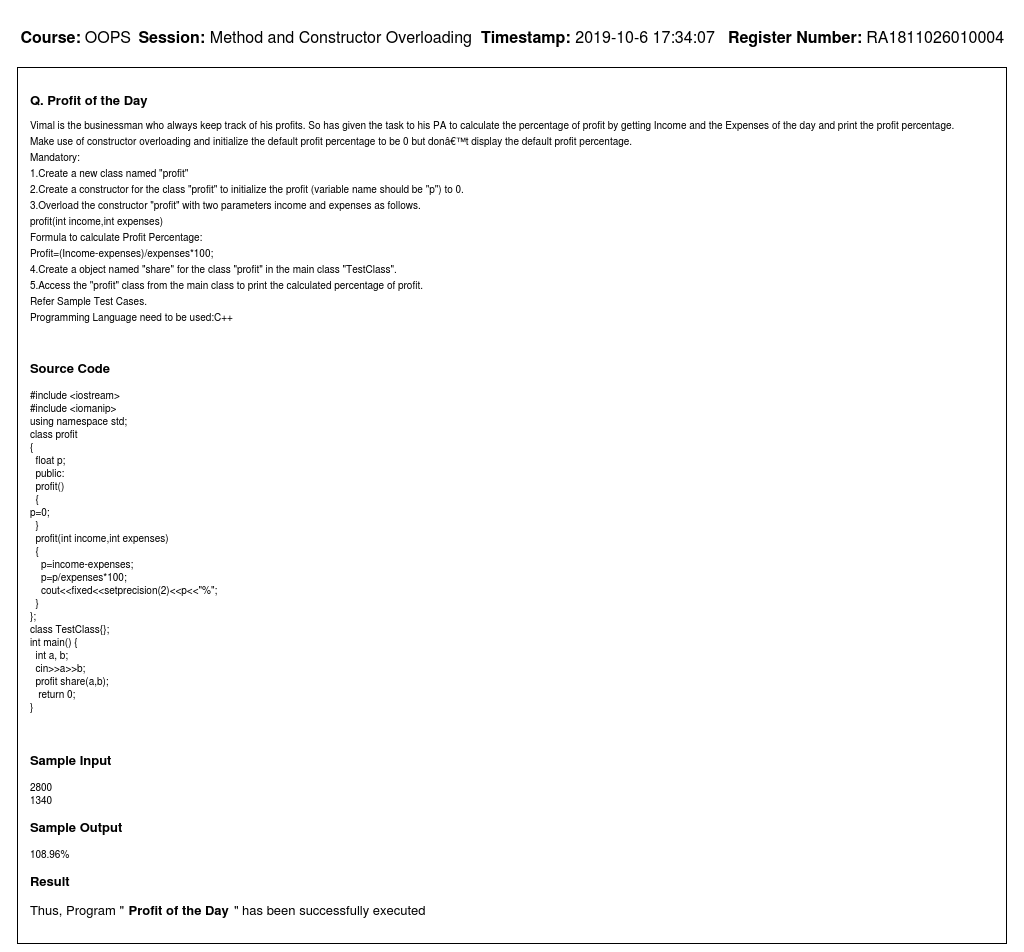 Course: OOPS Session: Method and Constructor Overloading Timestamp: 2019-10-6 17:34:07 Register Number: RA1811026010004
Q. Profit of the Day
Vimal is the businessman who always keep track of his profits. So has given the task to his PA to calculate the percentage of profit by getting Income and the Expenses of the day and print the profit percentage.
Make use of constructor overloading and initialize the default profit percentage to be 0 but donâ€™t display the default profit percentage.
Mandatory:
1.Create a new class named "profit"
2.Create a constructor for the class "profit" to initialize the profit (variable name should be "p") to 0.
3.Overload the constructor "profit" with two parameters income and expenses as follows.
profit(int income,int expenses)
Formula to calculate Profit Percentage:
Profit=(Income-expenses)/expenses*100;
4.Create a object named "share" for the class "profit" in the main class "TestClass".
5.Access the "profit" class from the main class to print the calculated percentage of profit.
Refer Sample Test Cases.
Programming Language need to be used:C++
Source Code
#include <iostream>
#include <iomanip>
using namespace std;
class profit
{
  float p;
  public:
  profit()
  {
p=0;
  }
  profit(int income,int expenses)
  {
    p=income-expenses;
    p=p/expenses*100;
    cout<<fixed<<setprecision(2)<<p<<"%";
  }
};
class TestClass{};
int main() {
  int a, b;
  cin>>a>>b;
  profit share(a,b);
   return 0;
}
Sample Input
2800
1340
Sample Output
108.96%
Result
Thus, Program " Profit of the Day " has been successfully executed